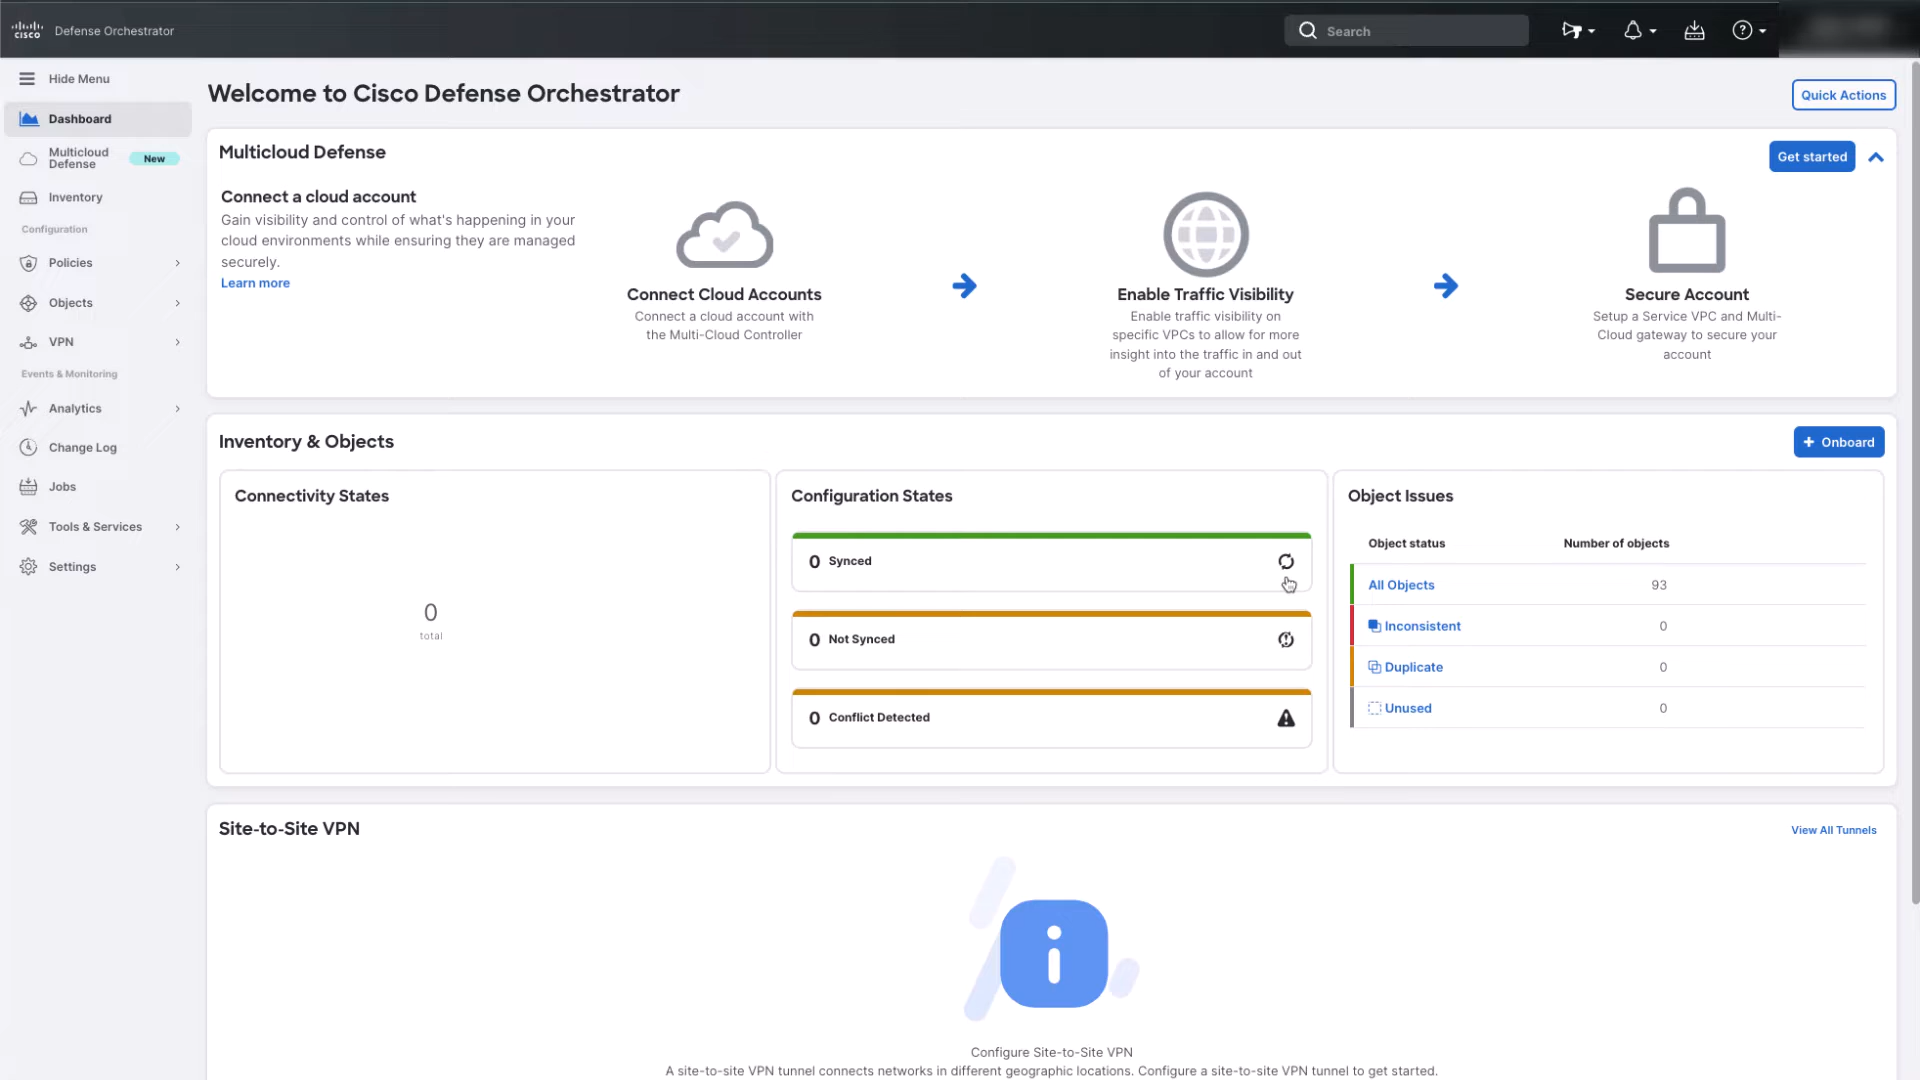 CISCO
Defense Orchestrator
Search
Hide Menu
Dashboard
Multicloud
Defense
New
Inventory
Configuration
Policies
Objects
VPN
Events & Monitoring
Analytics
Change Log
Jobs
Tools & Services
Settings
Welcome to Cisco Defense Orchestrator
Quick Actions
Multicloud Defense
Get started
Connect a cloud account
Gain visibility and control of what's happening in your
cloud environments while ensuring they are managed
securely.
Learn more
Connect Cloud Accounts
Connect a cloud account with
the Multi-Cloud Controller
Enable Traffic Visibility
Enable traffic visibility on
specific VPCs to allow for more
insight into the traffic in and out
of your account
Secure Account
Setup a Service VPC and Multi-
Cloud gateway to secure your
account
Inventory & Objects
+ Onboard
Connectivity States
0
total
Configuration States
0 Synced
0 Not Synced
0 Conflict Detected
Object Issues
Object status Number of objects
All Objects 93
Inconsistent 0
Duplicate 0
Unused 0
Site-to-Site VPN
View All Tunnels
Configure Site-to-Site VPN
A site-to-site VPN tunnel connects networks in different geographic locations. Configure a site-to-site VPN tunnel to get started.